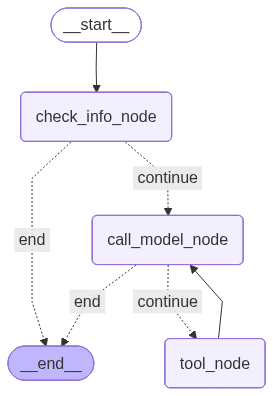 __start__
check_info_node
continue
end
call_model_node
end
continue
__end__
tool_node